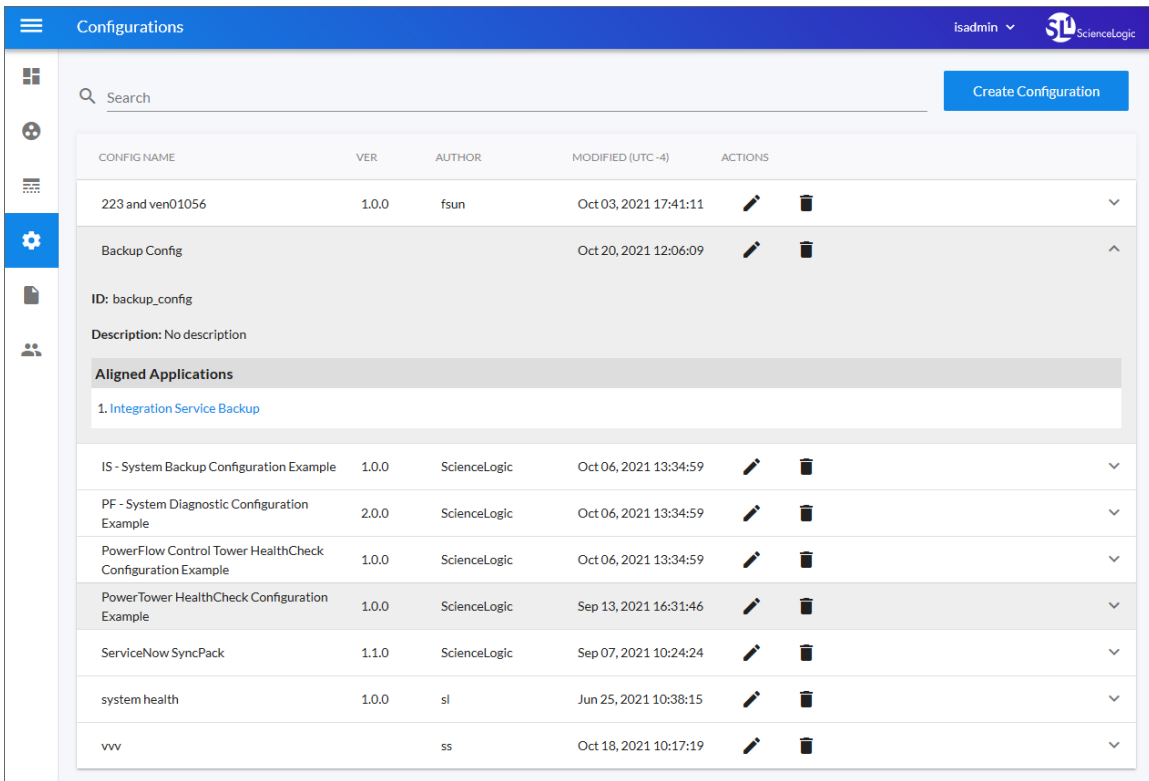 Configurations
isadmin
SL1 ScienceLogic
Search
Create Configuration
CONFIG NAME VER AUTHOR MODIFIED (UTC -4) ACTIONS
223 and ven01056 1.0.0 fsun Oct 03, 2021 17:41:11
Backup Config Oct 20, 2021 12:06:09
ID: backup_config
Description: No description
Aligned Applications
1. Integration Service Backup
IS - System Backup Configuration Example 1.0.0 ScienceLogic Oct 06, 2021 13:34:59
PF - System Diagnostic Configuration
Example 2.0.0 ScienceLogic Oct 06, 2021 13:34:59
PowerFlow Control Tower HealthCheck
Configuration Example 1.0.0 ScienceLogic Oct 06, 2021 13:34:59
PowerTower HealthCheck Configuration
Example 1.0.0 ScienceLogic Sep 13, 2021 16:31:46
ServiceNow SyncPack 1.1.0 ScienceLogic Sep 07, 2021 10:24:24
system health 1.0.0 sl Jun 25, 2021 10:38:15
vvv ss Oct 18, 2021 10:17:19